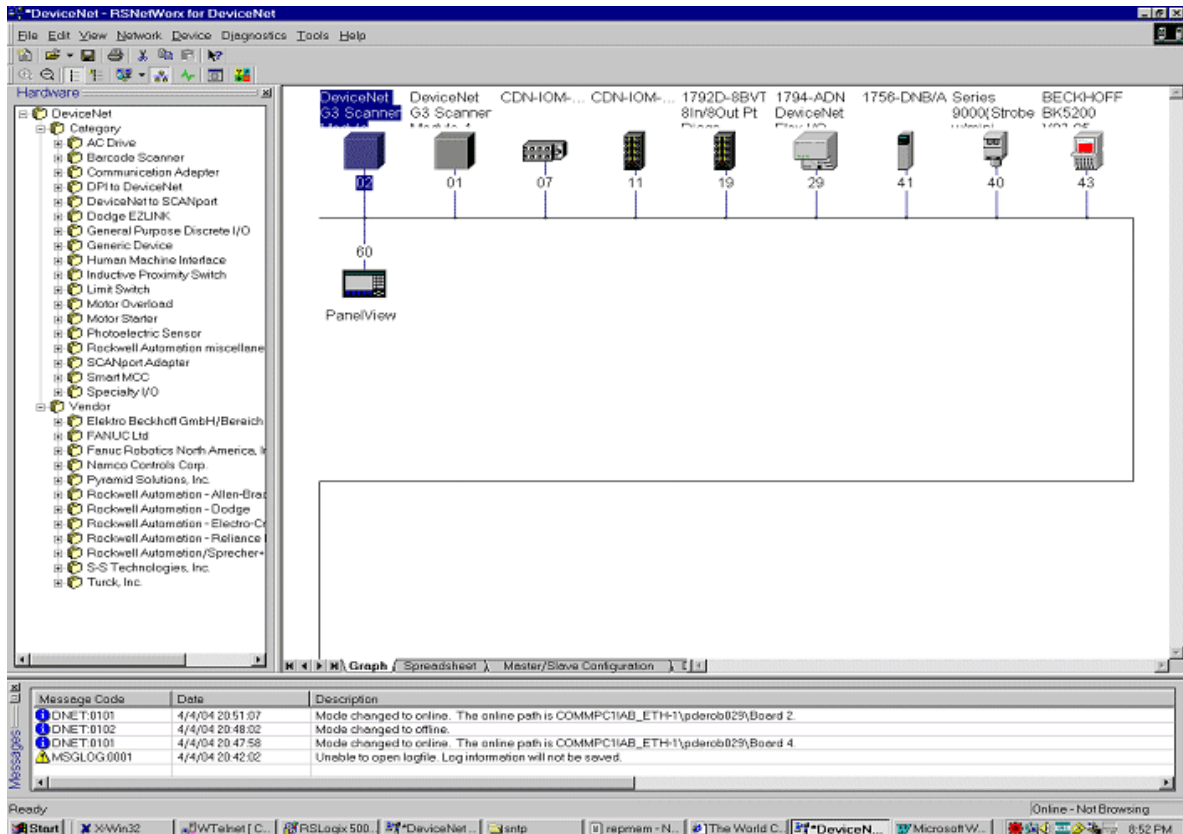 *DeviceNet - RSNetWorx for DeviceNet
File Edit View Network Device Diagnostics Tools Help
Hardware
DeviceNet
Category
AC Drive
Barcode Scanner
Communication Adapter
DPI to DeviceNet
DeviceNet to SCANport
Dodge EZLINK
General Purpose Discrete I/O
Generic Device
Human Machine Interface
Inductive Proximity Switch
Limit Switch
Motor Overload
Motor Starter
Photoelectric Sensor
Rockwell Automation miscellane
SCANport Adapter
Smart MCC
Specialty I/O
Vendor
Elektro Beckhoff GmbH/Bereich
FANUC Ltd
Fanuc Robotics North America, I
Namco Controls Corp.
Pyramid Solutions, Inc.
Rockwell Automation - Allen-Brad
Rockwell Automation - Dodge
Rockwell Automation - Electro-Cr
Rockwell Automation - Reliance
Rockwell Automation/Sprecher+
S-S Technologies, Inc.
Turck, Inc.
DeviceNet G3 Scanner
02
DeviceNet G3 Scanner
01
CDN-IOM-...
07
CDN-IOM-...
11
1792D-8BVT 8In/8Out Pt
19
1794-ADN DeviceNet
29
1756-DNB/A
41
Series 9000(Strobe
40
BECKHOFF BK5200
43
60
PanelView
Graph Spreadsheet Master/Slave Configuration
Messages
Message Code Date Description
DNET:0101 4/4/04 20:51:07 Mode changed to online. The online path is COMMPC1!AB_ETH-1\pderob029\Board 2.
DNET:0102 4/4/04 20:48:02 Mode changed to offline.
DNET:0101 4/4/04 20:47:58 Mode changed to online. The online path is COMMPC1!AB_ETH-1\pderob029\Board 4.
MSGLOG:0001 4/4/04 20:42:02 Unable to open logfile. Log information will not be saved.
Ready Online - Not Browsing
Start X-Win32 WTelnet [ C... RSLogix 500... *DeviceNet ... sntp repmem - N... The World C... *DeviceN... Microsoft W... 8:52 PM